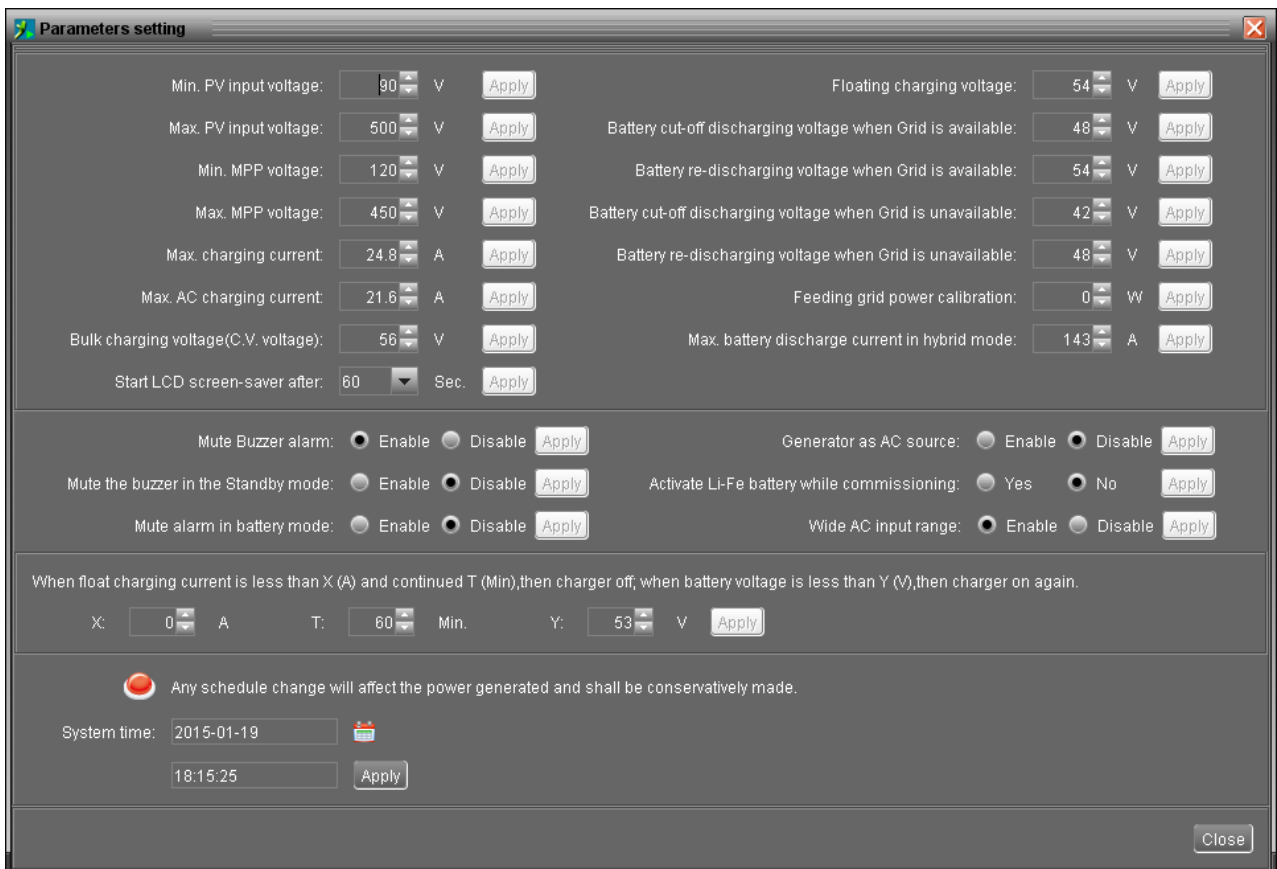 Parameters setting
Min. PV input voltage: 90 V Apply Floating charging voltage: 54 V Apply
Max. PV input voltage: 500 V Apply Battery cut-off discharging voltage when Grid is available: 48 V Apply
Min. MPP voltage: 120 V Apply Battery re-discharging voltage when Grid is available: 54 V Apply
Max. MPP voltage: 450 V Apply Battery cut-off discharging voltage when Grid is unavailable: 42 V Apply
Max. charging current: 24.8 A Apply Battery re-discharging voltage when Grid is unavailable: 48 V Apply
Max. AC charging current: 21.6 A Apply Feeding grid power calibration: 0 W Apply
Bulk charging voltage(C.V. voltage): 56 V Apply Max. battery discharge current in hybrid mode: 143 A Apply
Start LCD screen-saver after: 60 Sec. Apply
Mute Buzzer alarm: Enable Disable Apply Generator as AC source: Enable Disable Apply
Mute the buzzer in the Standby mode: Enable Disable Apply Activate Li-Fe battery while commissioning: Yes No Apply
Mute alarm in battery mode: Enable Disable Apply Wide AC input range: Enable Disable Apply
When float charging current is less than X (A) and continued T (Min),then charger off; when battery voltage is less than Y (V),then charger on again.
X: 0 A T: 60 Min. Y: 53 V Apply
Any schedule change will affect the power generated and shall be conservatively made.
System time: 2015-01-19
18:15:25 Apply
Close